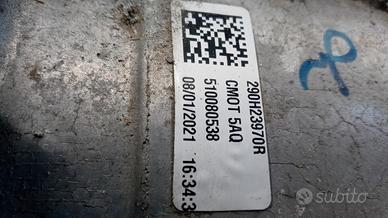 290H23970R
CMOT 5AQ
510080538
08/01/2021 16:34:3
subito